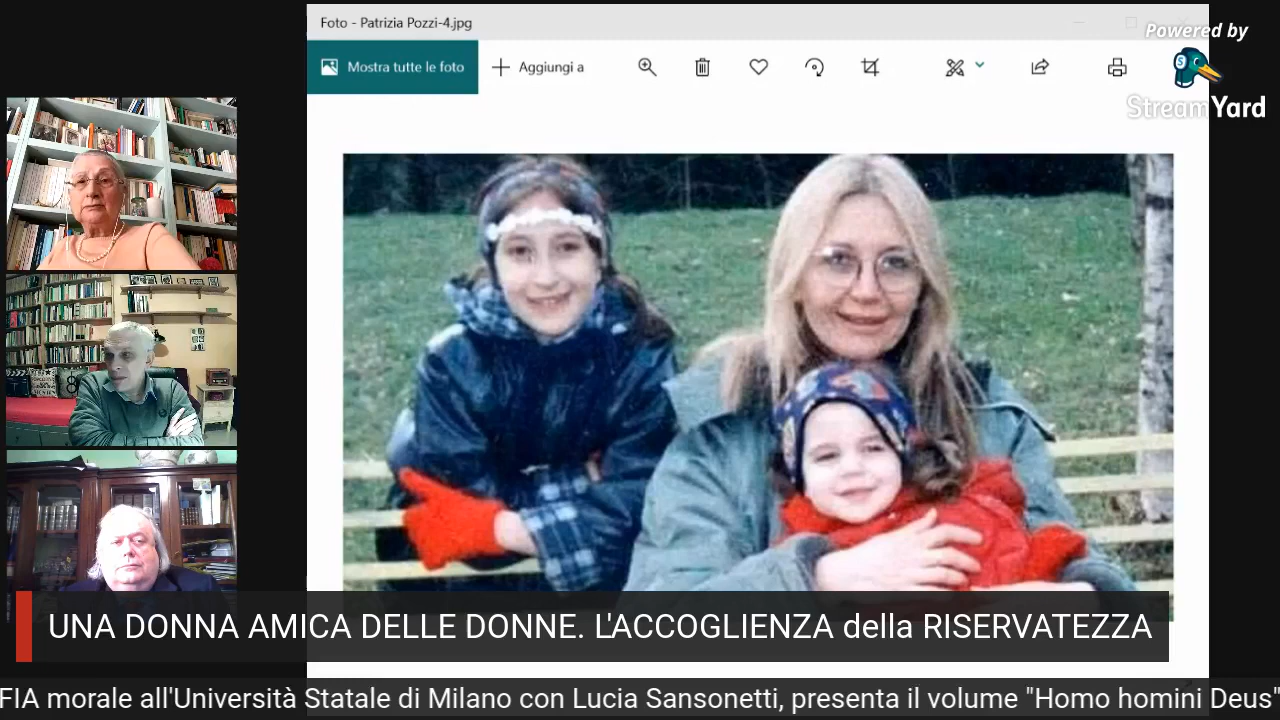 Foto - Patrizia Pozzi-4.jpg
Powered by
Mostra tutte le foto
Aggiungi a
StreamYard
UNA DONNA AMICA DELLE DONNE. L'ACCOGLIENZA della RISERVATEZZA
FIA morale all'Università Statale di Milano con Lucia Sansonetti, presenta il volume "Homo homini Deus"